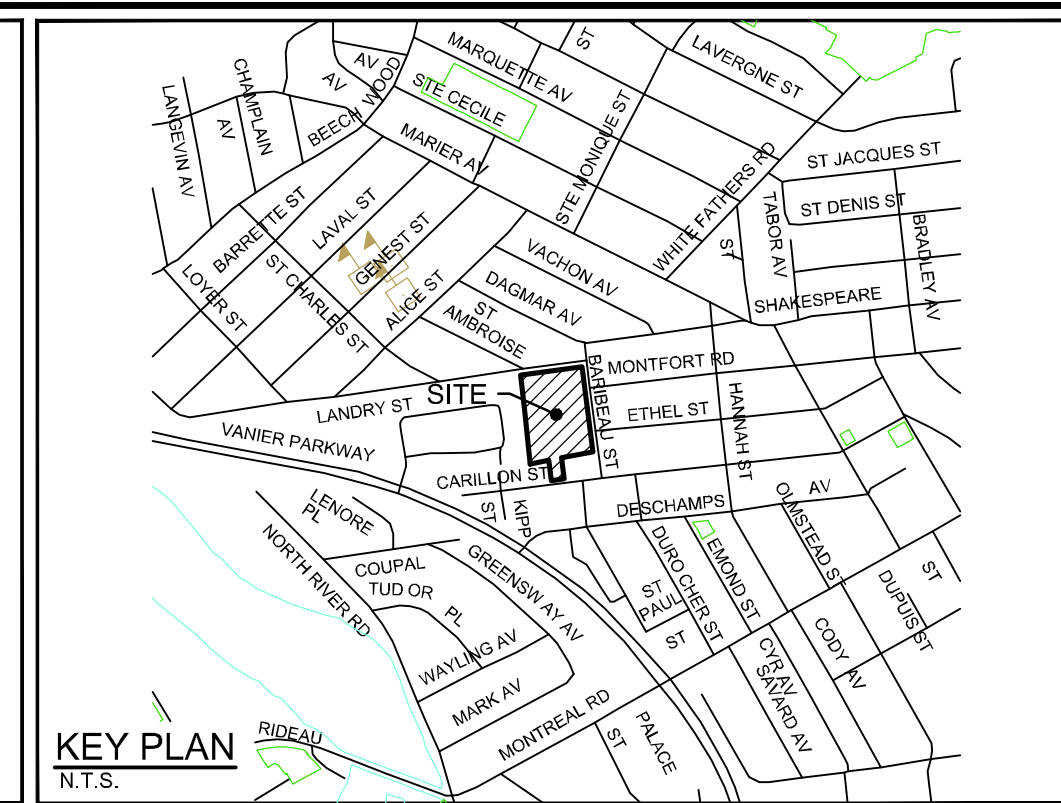 MARQUETTE AV
ST
LAVERGNE ST
AV
AV
BEECH WOOD
CHAMPLAIN
AV
LANGEVIN AV
STE CECILE
MARIER AV
STE MONIQUE ST
WHITE FATHERS RD
ST JACQUES ST
ST DENIS ST
TABOR AV
ST
BRADLEY AV
SHAKESPEARE
BARRETTE ST
LAVAL ST
GENEST ST
ALICE ST
LOYER ST
ST CHARLES ST
VACHON AV
DAGMAR AV
ST
AMBROISE
BARIBEAU ST
MONTFORT RD
ETHEL ST
HANNAH ST
SITE
LANDRY ST
VANIER PARKWAY
CARILLON ST
ST
KIPP
DESCHAMPS
AV
OLMSTEAD ST
LENORE
PL
NORTH RIVER RD
COUPAL
TUD OR
PL
GREENSW AY AV
WAYLING AV
MARK AV
MONTREAL RD
ST
PAUL
ST
DURO CHER ST
EMOND ST
CYR AV
SAVARD AV
CODY AV
DUPUIS ST
ST
PALACE
ST
RIDEAU
KEY PLAN
N.T.S.